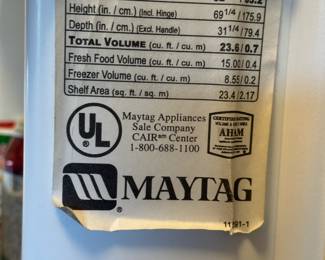 Height (in. / cm.) (Incl. Hinge) 69 1/4 / 175.9
Depth (in. / cm.) (Excl. Handle) 31 1/4 / 79.4
TOTAL VOLUME (cu. ft. / cu. m) 23.6/0.7
Fresh Food Volume (cu. ft. / cu. m) 15.00/0.4
Freezer Volume (cu. ft. / cu. m) 8.55/0.2
Shelf Area (sq. ft. / sq. m) 23.4/2.17
UL
®
Maytag Appliances
Sale Company
CAIR℠ Center
1-800-688-1100
AHAM
MAYTAG
®